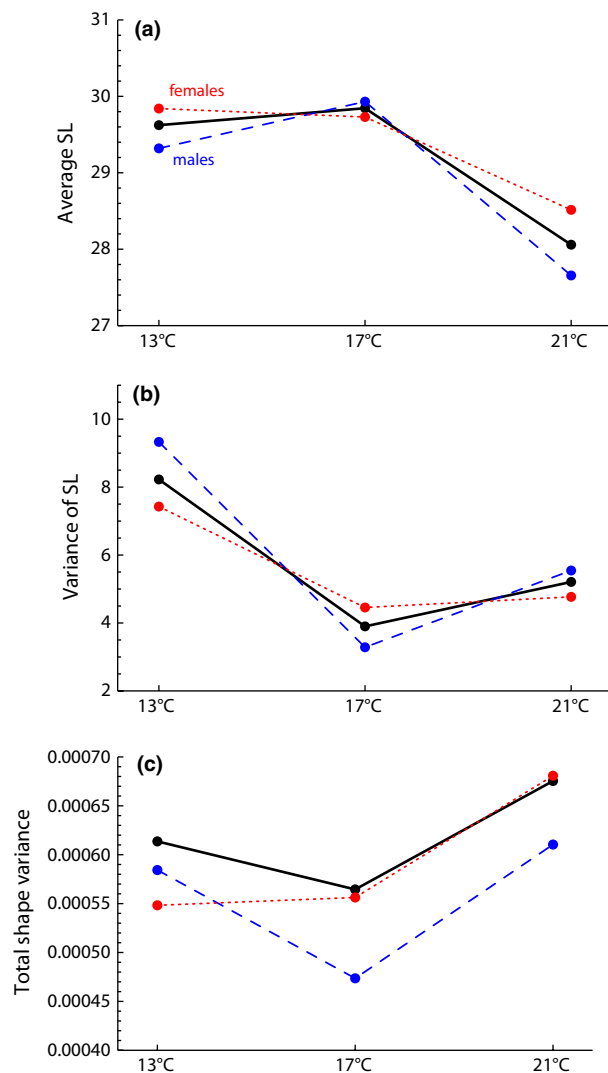 (a)
31
30
29
28
27
Average SL
females
males
13°C
17°C
21°C
(b)
10
8
6
4
2
Variance of SL
13°C
17°C
21°C
(c)
0.00070
0.00065
0.00060
0.00055
0.00050
0.00045
0.00040
Total shape variance
13°C
17°C
21°C